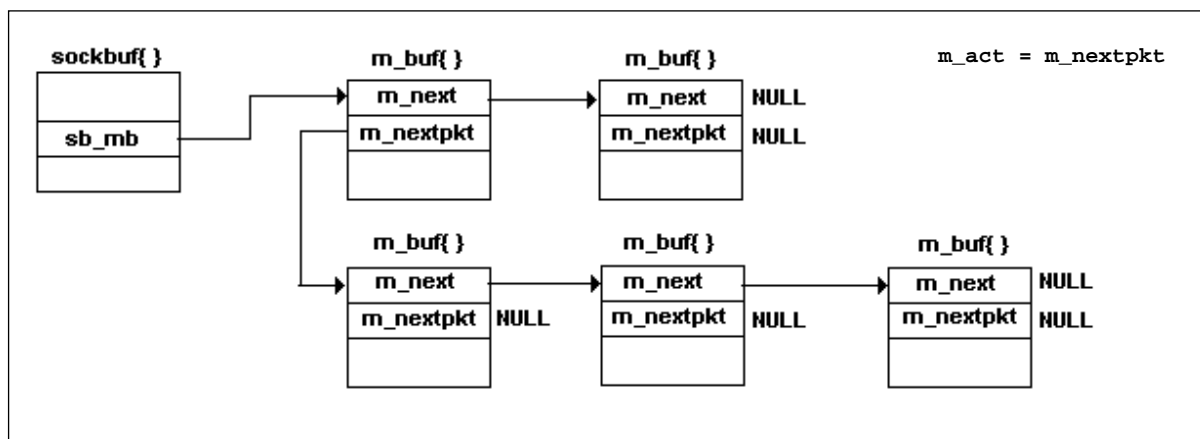 sockbuf{ }
sb_mb
m_buf{ }
m_next
m_nextpkt
m_buf{ }
m_next NULL
m_nextpkt NULL
m_act = m_nextpkt
m_buf{ }
m_next
m_nextpkt NULL
m_buf{ }
m_next
m_nextpkt NULL
m_buf{ }
m_next NULL
m_nextpkt NULL